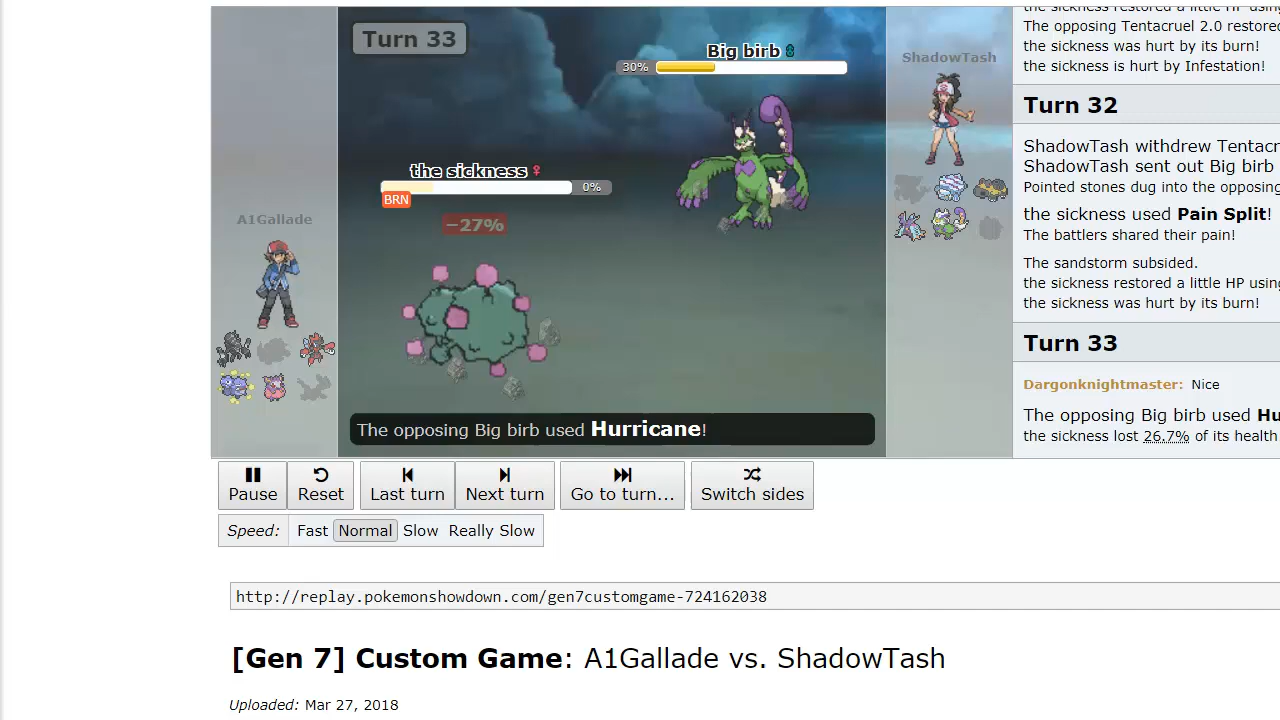 Turn 33
Big birb
30%
the sickness
0%
BRN
−27%
A1Gallade
ShadowTash
The opposing Big birb used Hurricane!
The opposing Tentacruel 2.0 restored
the sickness was hurt by its burn!
the sickness is hurt by Infestation!
Turn 32
ShadowTash withdrew Tentacr
ShadowTash sent out Big birb
Pointed stones dug into the opposing
the sickness used Pain Split!
The battlers shared their pain!
The sandstorm subsided.
the sickness restored a little HP using
the sickness was hurt by its burn!
Turn 33
Dargonknightmaster: Nice
The opposing Big birb used Hu
the sickness lost 26.7% of its health
Pause
Reset
Last turn
Next turn
Go to turn...
Switch sides
Speed: Fast Normal Slow Really Slow
http://replay.pokemonshowdown.com/gen7customgame-724162038
[Gen 7] Custom Game: A1Gallade vs. ShadowTash
Uploaded: Mar 27, 2018